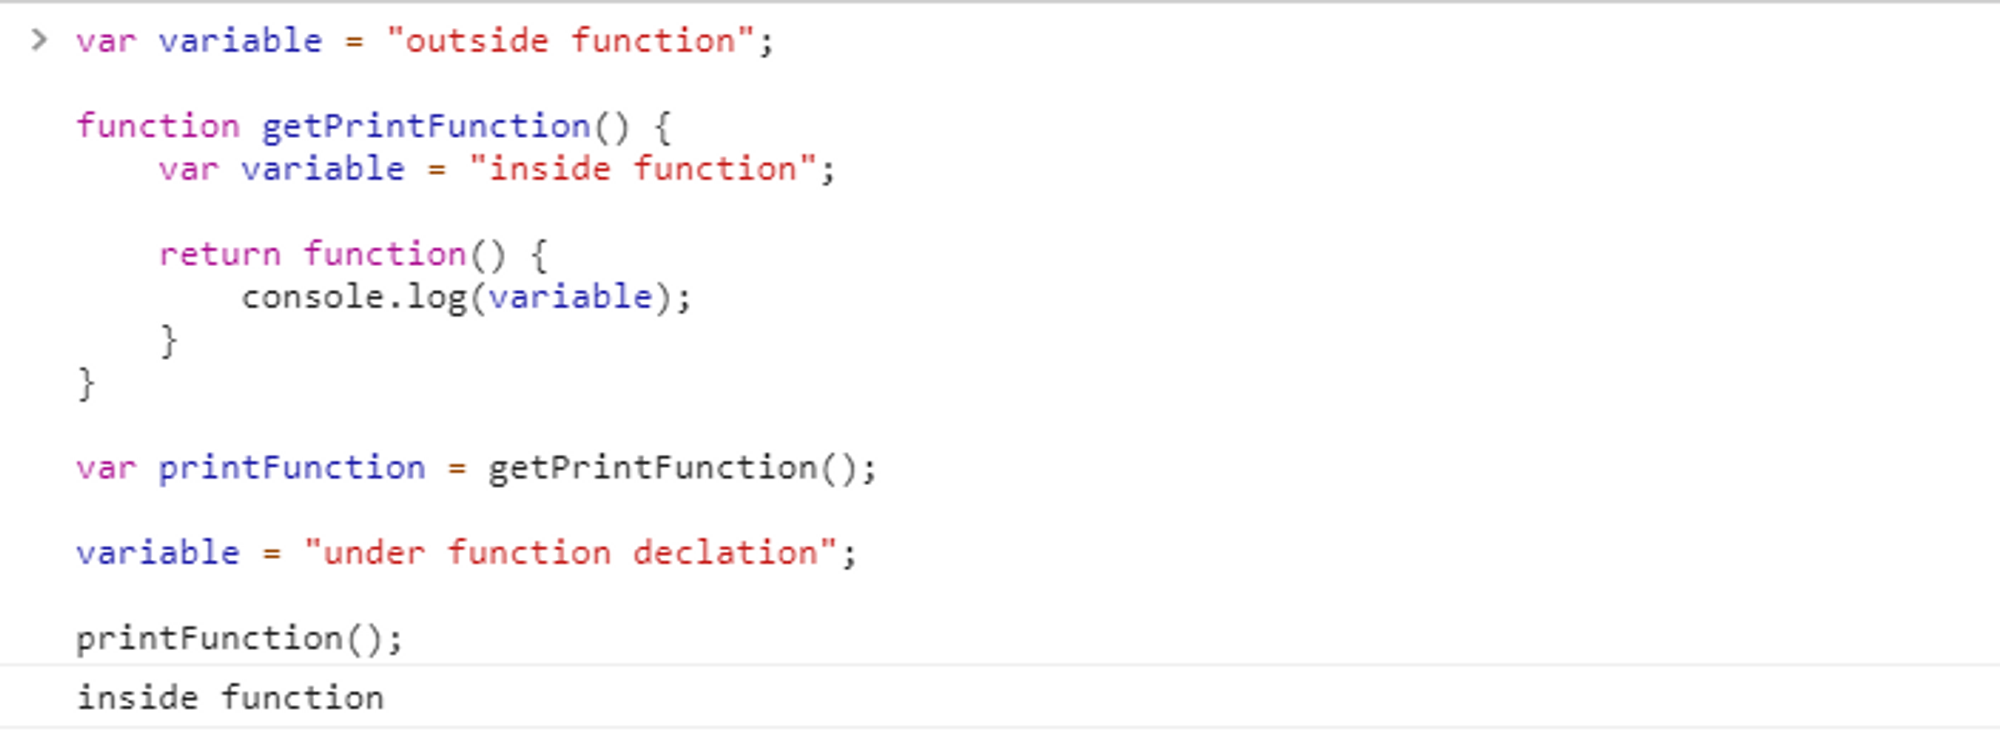 > var variable = "outside function";
function getPrintFunction() {
    var variable = "inside function";
    return function() {
        console.log(variable);
    }
}
var printFunction = getPrintFunction();
variable = "under function declation";
printFunction();
inside function